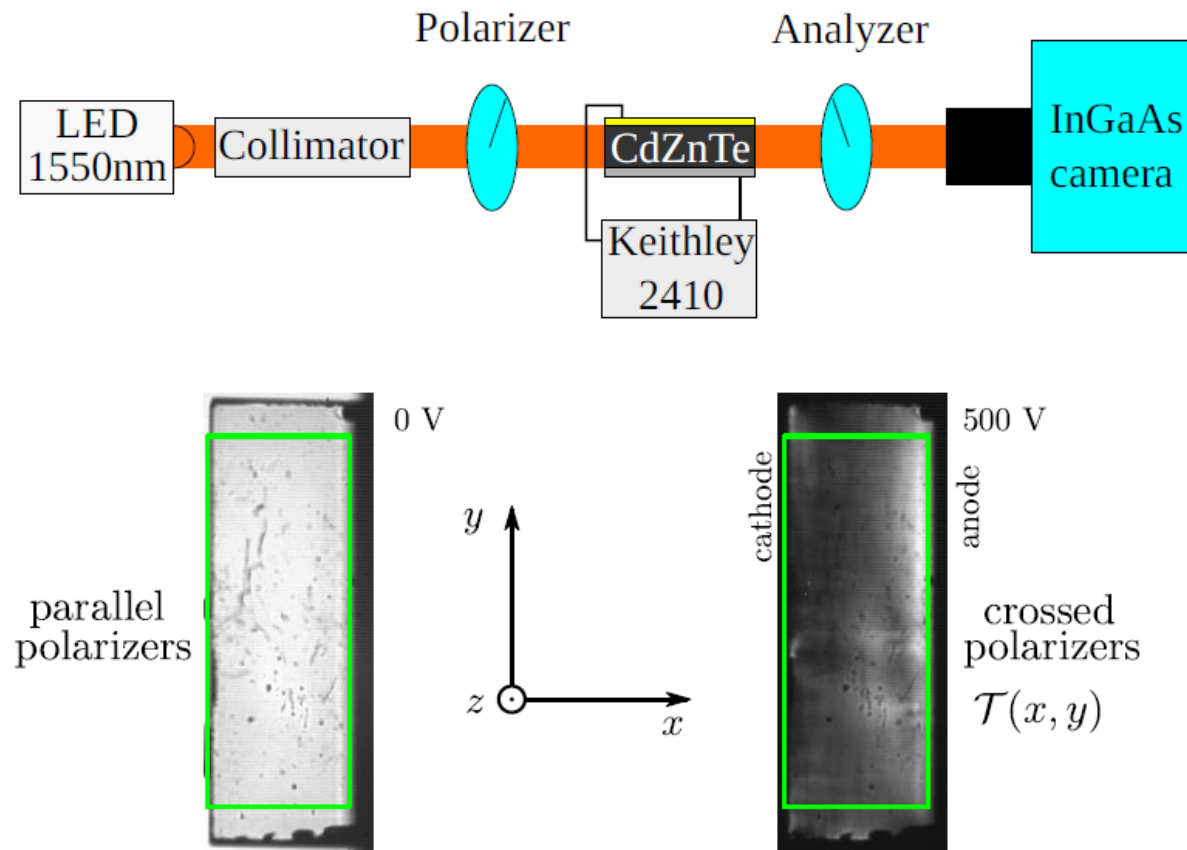 Polarizer
Analyzer
LED
1550nm
Collimator
CdZnTe
InGaAs
camera
Keithley
2410
0 V
500 V
cathode
anode
y
z
x
parallel
polarizers
crossed
polarizers
𝒯(x, y)